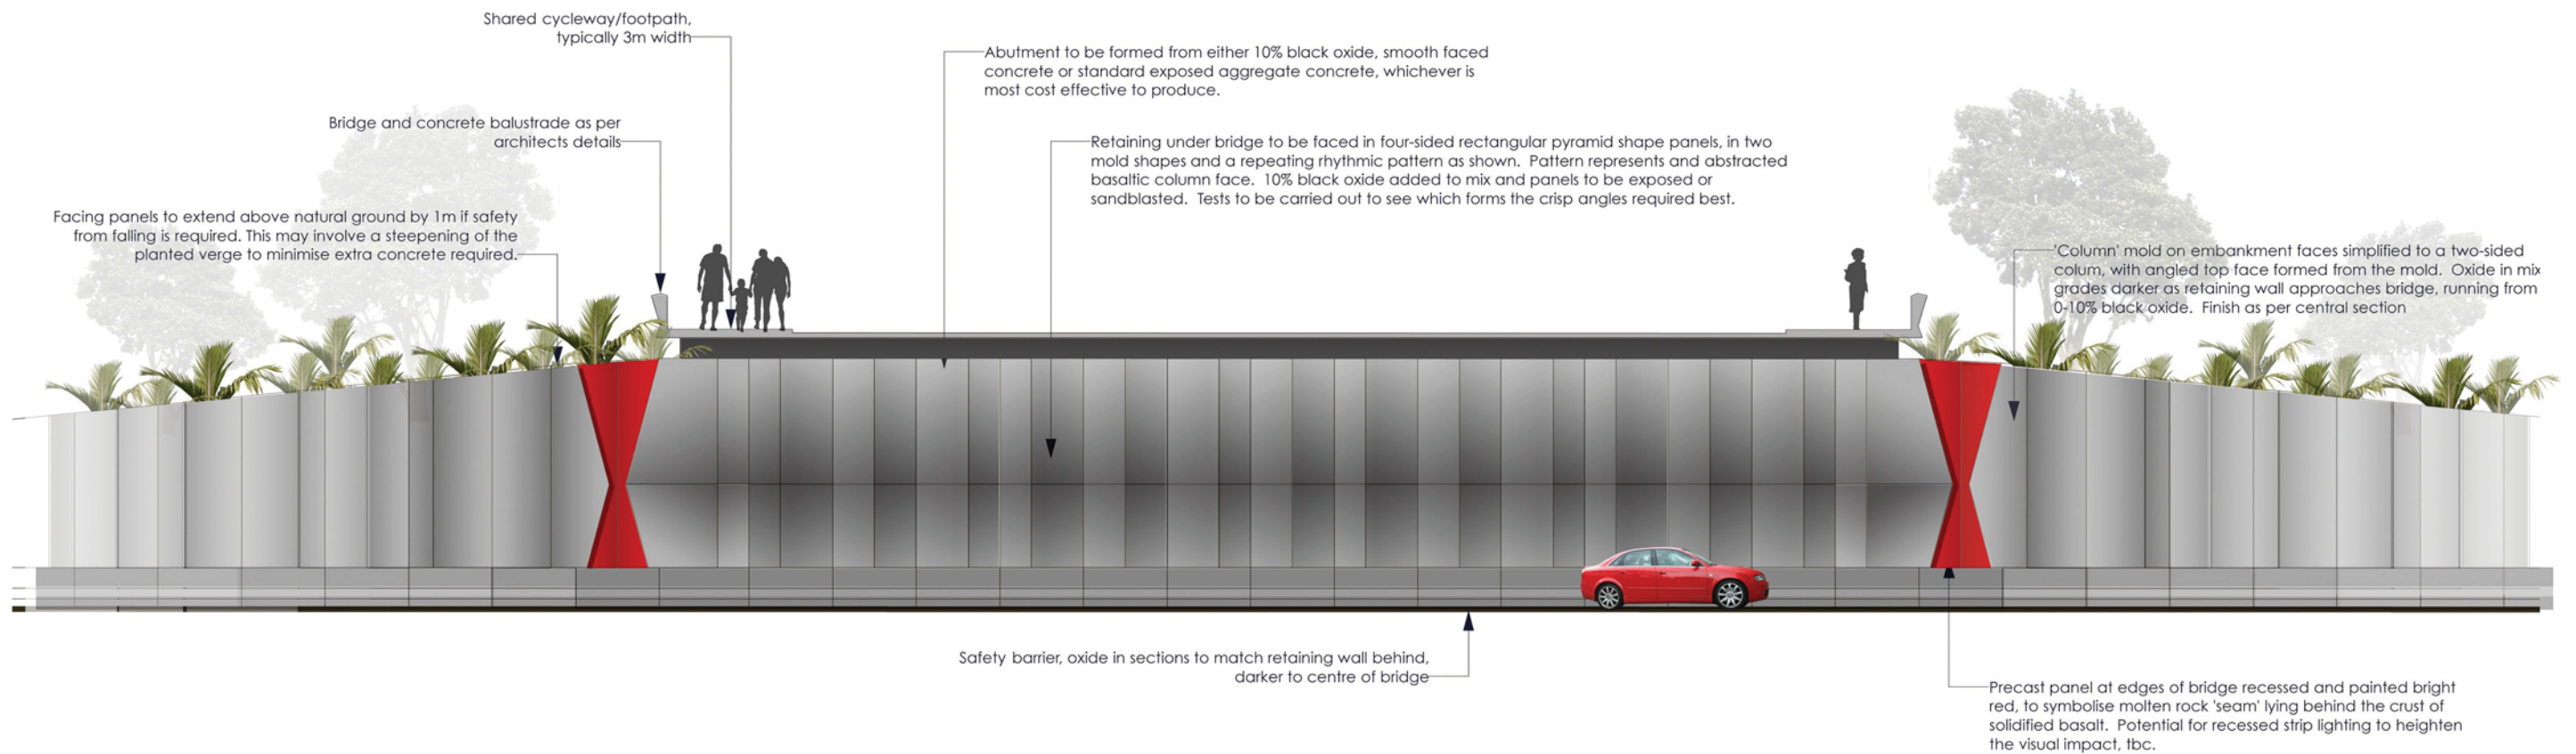 Shared cycleway/footpath,
typically 3m width
Abutment to be formed from either 10% black oxide, smooth faced
concrete or standard exposed aggregate concrete, whichever is
most cost effective to produce.
Bridge and concrete balustrade as per
architects details
Retaining under bridge to be faced in four-sided rectangular pyramid shape panels, in two
mold shapes and a repeating rhythmic pattern as shown. Pattern represents and abstracted
basaltic column face. 10% black oxide added to mix and panels to be exposed or
sandblasted. Tests to be carried out to see which forms the crisp angles required best.
Facing panels to extend above natural ground by 1m if safety
from falling is required. This may involve a steepening of the
planted verge to minimise extra concrete required.
'Column' mold on embankment faces simplified to a two-sided
colum, with angled top face formed from the mold. Oxide in mix
grades darker as retaining wall approaches bridge, running from
0-10% black oxide. Finish as per central section
Safety barrier, oxide in sections to match retaining wall behind,
darker to centre of bridge
Precast panel at edges of bridge recessed and painted bright
red, to symbolise molten rock 'seam' lying behind the crust of
solidified basalt. Potential for recessed strip lighting to heighten
the visual impact, tbc.